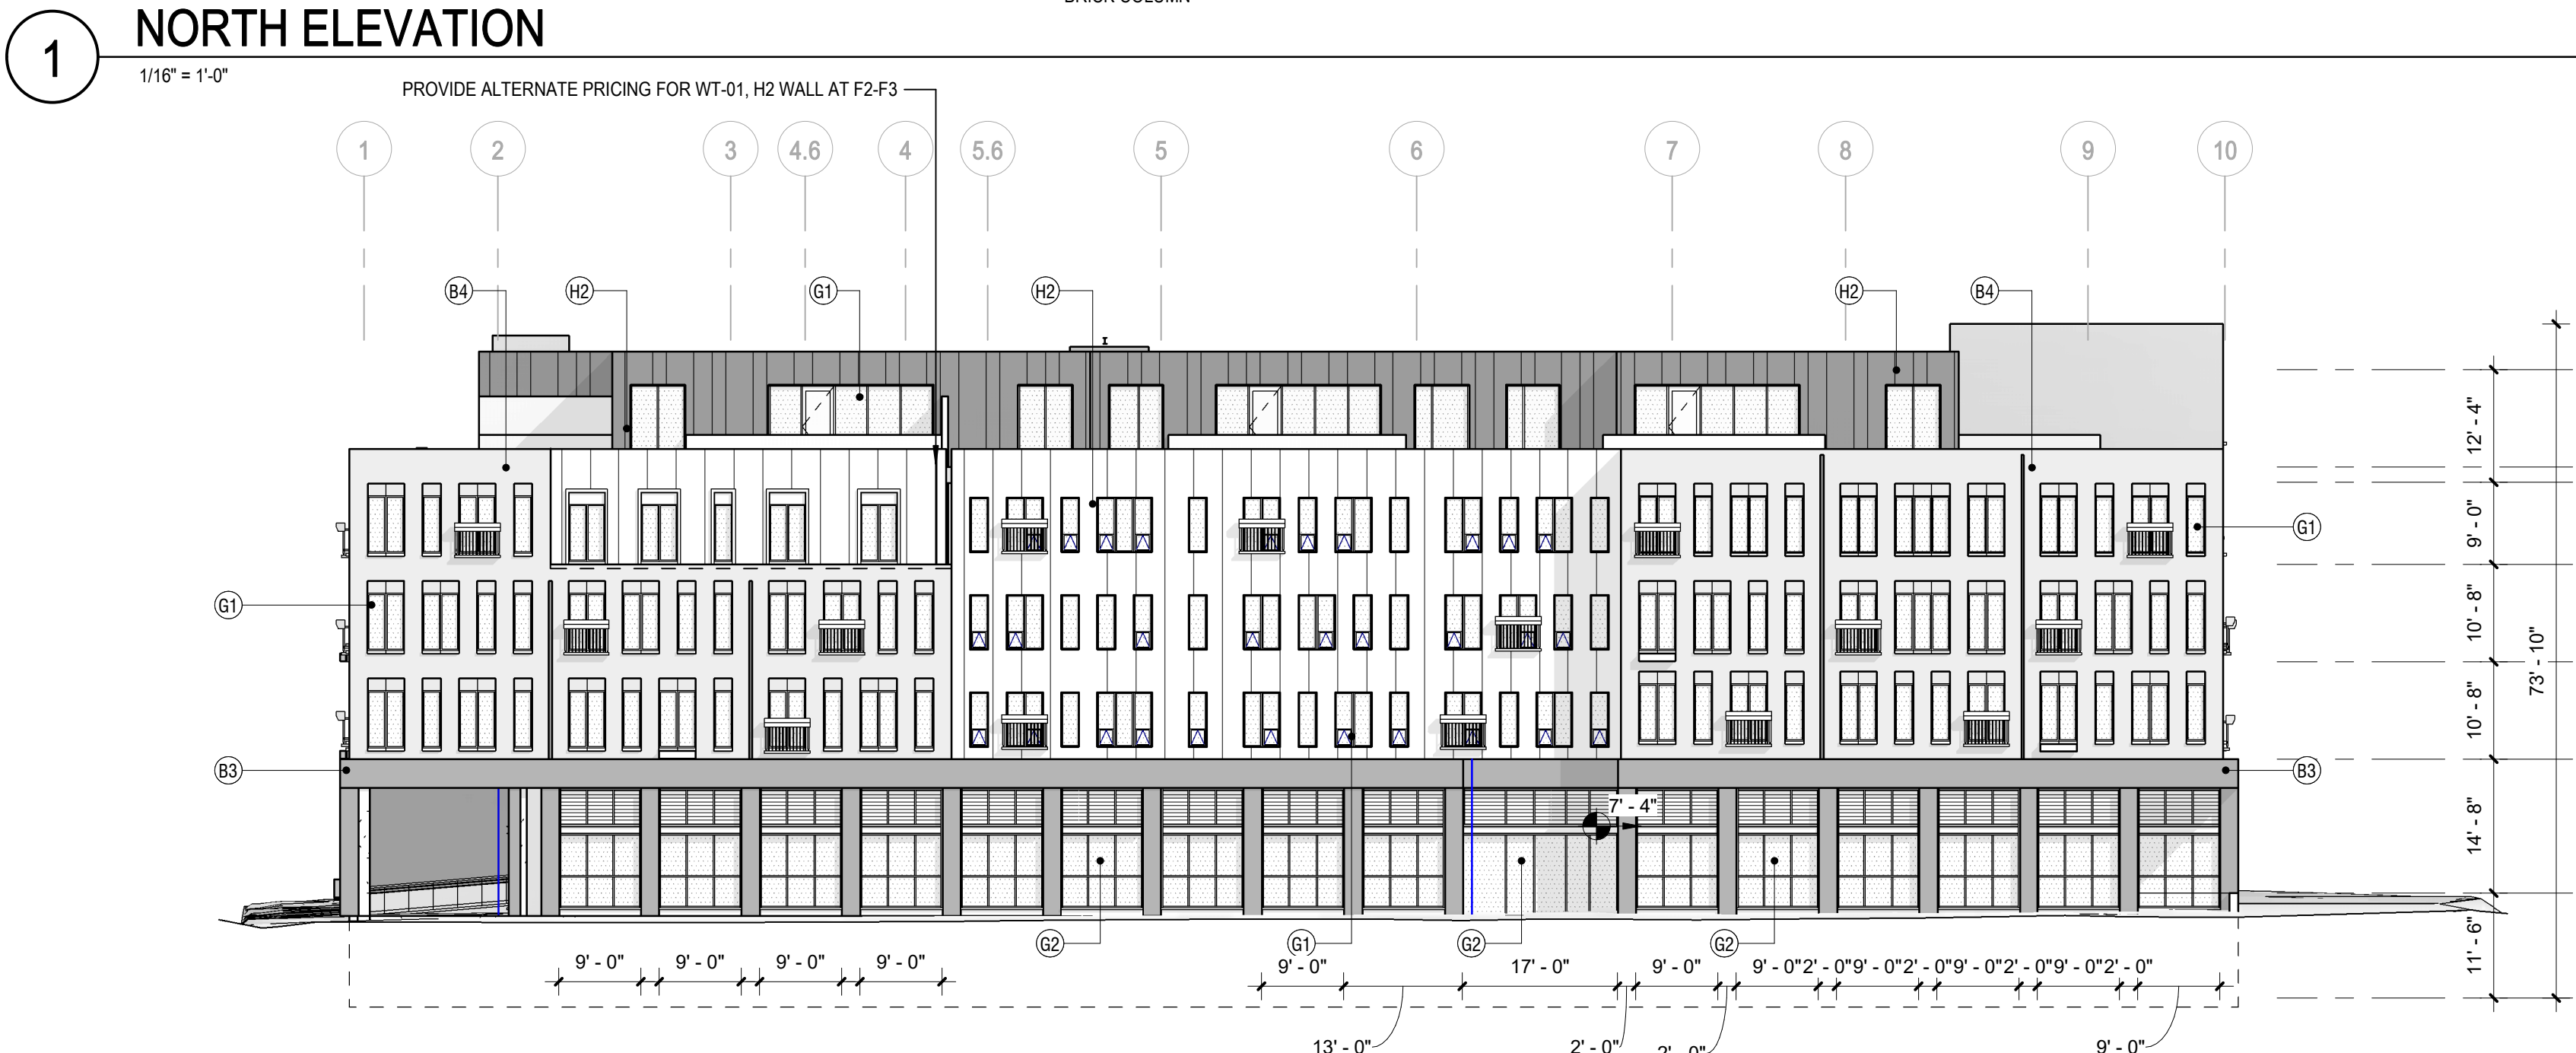 BRICK COLUMN
1 NORTH ELEVATION
1/16" = 1'-0"
PROVIDE ALTERNATE PRICING FOR WT-01, H2 WALL AT F2-F3
1 2 3 4.6 4 5.6 5 6 7 8 9 10
B4 H2 G1 H2 H2 B4
I
12' - 4"
9' - 0"
10' - 8"
10' - 8"
14' - 8"
11' - 6"
73' - 10"
G1
G1
B3
B3
7' - 4"
G2 G1 G2 G2
9' - 0" 9' - 0" 9' - 0" 9' - 0"
9' - 0" 17' - 0" 9' - 0" 9' - 0" 2' - 0" 9' - 0" 2' - 0" 9' - 0" 2' - 0" 9' - 0" 2' - 0"
13' - 0" 2' - 0" 2' - 0" 9' - 0"